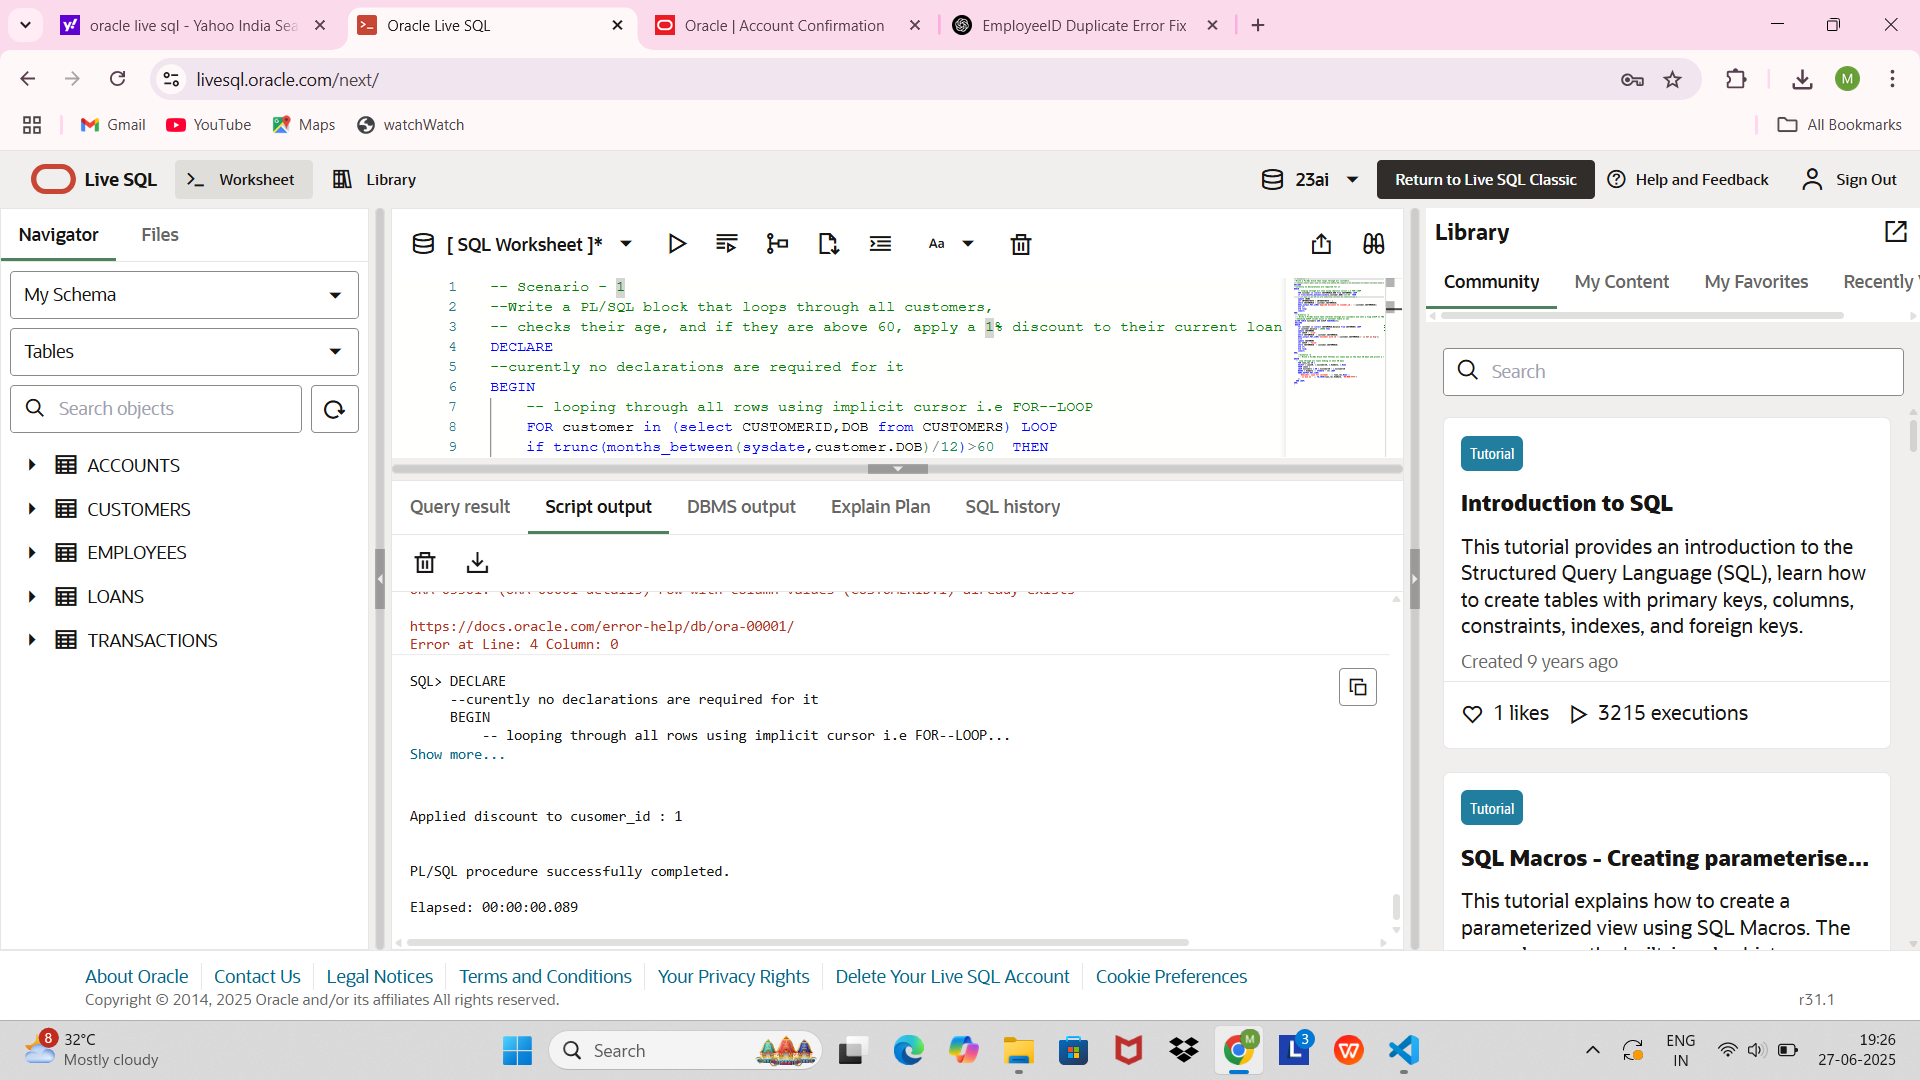 oracle live sql - Yahoo India Sea
Oracle Live SQL
Oracle | Account Confirmation
EmployeeID Duplicate Error Fix
livesql.oracle.com/next/
M
Gmail
YouTube
Maps
watchWatch
All Bookmarks
Live SQL
Worksheet
Library
23ai
Return to Live SQL Classic
Help and Feedback
Sign Out
Navigator
Files
My Schema
Tables
Search objects
ACCOUNTS
CUSTOMERS
EMPLOYEES
LOANS
TRANSACTIONS
[ SQL Worksheet ]*
Aa
1 -- Scenario - 1
2 --Write a PL/SQL block that loops through all customers,
3 -- checks their age, and if they are above 60, apply a 1% discount to their current loan
4 DECLARE
5 --curently no declarations are required for it
6 BEGIN
7 -- looping through all rows using implicit cursor i.e FOR--LOOP
8 FOR customer in (select CUSTOMERID,DOB from CUSTOMERS) LOOP
9 if trunc(months_between(sysdate,customer.DOB)/12)>60 THEN
Query result
Script output
DBMS output
Explain Plan
SQL history
https://docs.oracle.com/error-help/db/ora-00001/
Error at Line: 4 Column: 0
SQL> DECLARE
--curently no declarations are required for it
BEGIN
-- looping through all rows using implicit cursor i.e FOR--LOOP...
Show more...
Applied discount to cusomer_id : 1
PL/SQL procedure successfully completed.
Elapsed: 00:00:00.089
Library
Community
My Content
My Favorites
Recently
Search
Tutorial
Introduction to SQL
This tutorial provides an introduction to the
Structured Query Language (SQL), learn how
to create tables with primary keys, columns,
constraints, indexes, and foreign keys.
Created 9 years ago
1 likes
3215 executions
Tutorial
SQL Macros - Creating parameterise...
This tutorial explains how to create a
parameterized view using SQL Macros. The
About Oracle
Contact Us
Legal Notices
Terms and Conditions
Your Privacy Rights
Delete Your Live SQL Account
Cookie Preferences
Copyright © 2014, 2025 Oracle and/or its affiliates All rights reserved.
r31.1
8
32°C
Mostly cloudy
Search
M
3
ENG
IN
19:26
27-06-2025